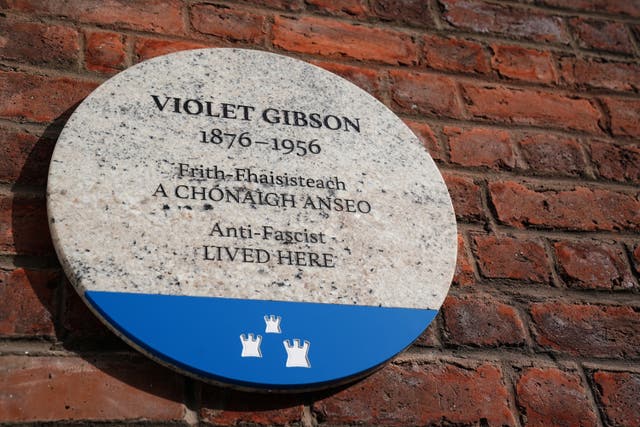 VIOLET GIBSON
1876–1956
Frith-Fhaisisteach
A CHÓNAIGH ANSEO
Anti-Fascist
LIVED HERE